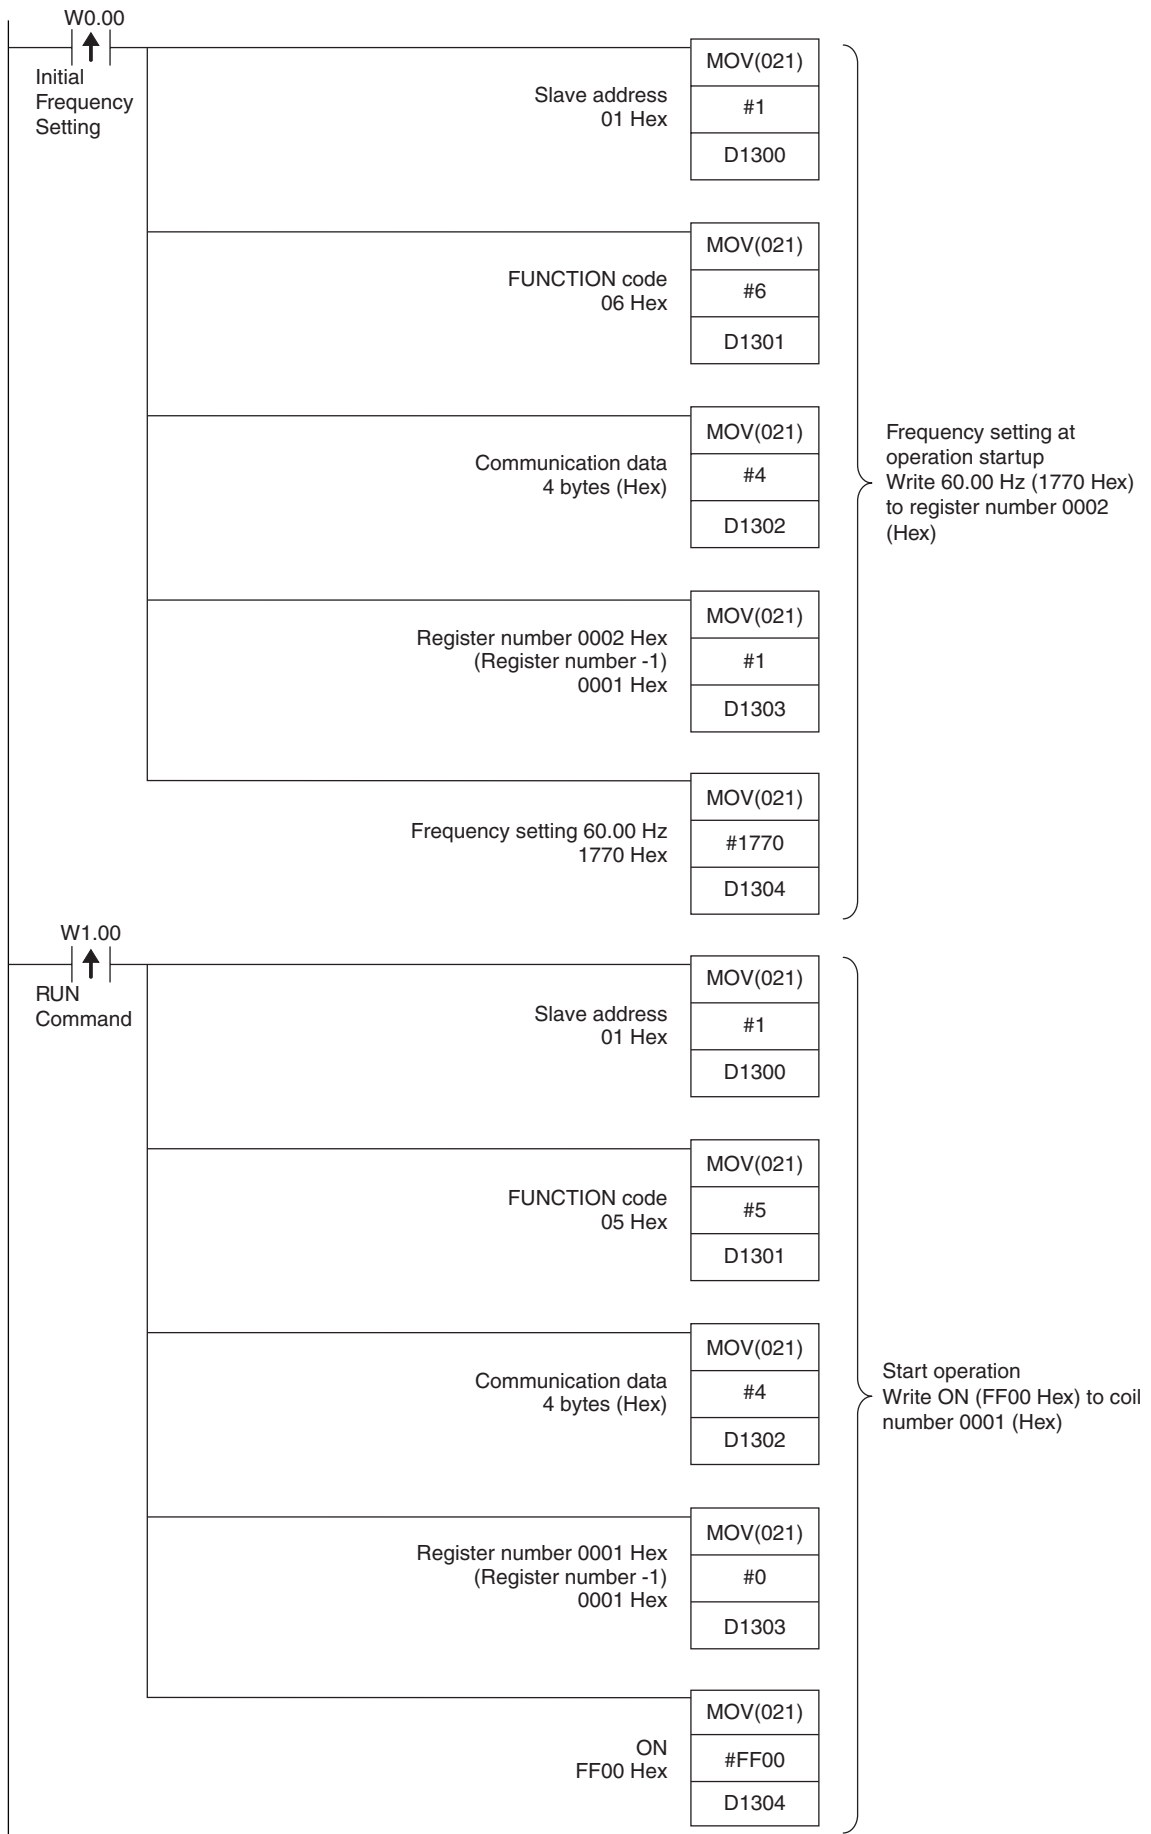 W0.00
Initial
Frequency
Setting
Slave address
01 Hex
MOV(021)
#1
D1300
FUNCTION code
06 Hex
MOV(021)
#6
D1301
Communication data
4 bytes (Hex)
MOV(021)
#4
D1302
Frequency setting at
operation startup
Write 60.00 Hz (1770 Hex)
to register number 0002
(Hex)
Register number 0002 Hex
(Register number -1)
0001 Hex
MOV(021)
#1
D1303
Frequency setting 60.00 Hz
1770 Hex
MOV(021)
#1770
D1304
W1.00
RUN
Command
Slave address
01 Hex
MOV(021)
#1
D1300
FUNCTION code
05 Hex
MOV(021)
#5
D1301
Communication data
4 bytes (Hex)
MOV(021)
#4
D1302
Start operation
Write ON (FF00 Hex) to coil
number 0001 (Hex)
Register number 0001 Hex
(Register number -1)
0001 Hex
MOV(021)
#0
D1303
ON
FF00 Hex
MOV(021)
#FF00
D1304